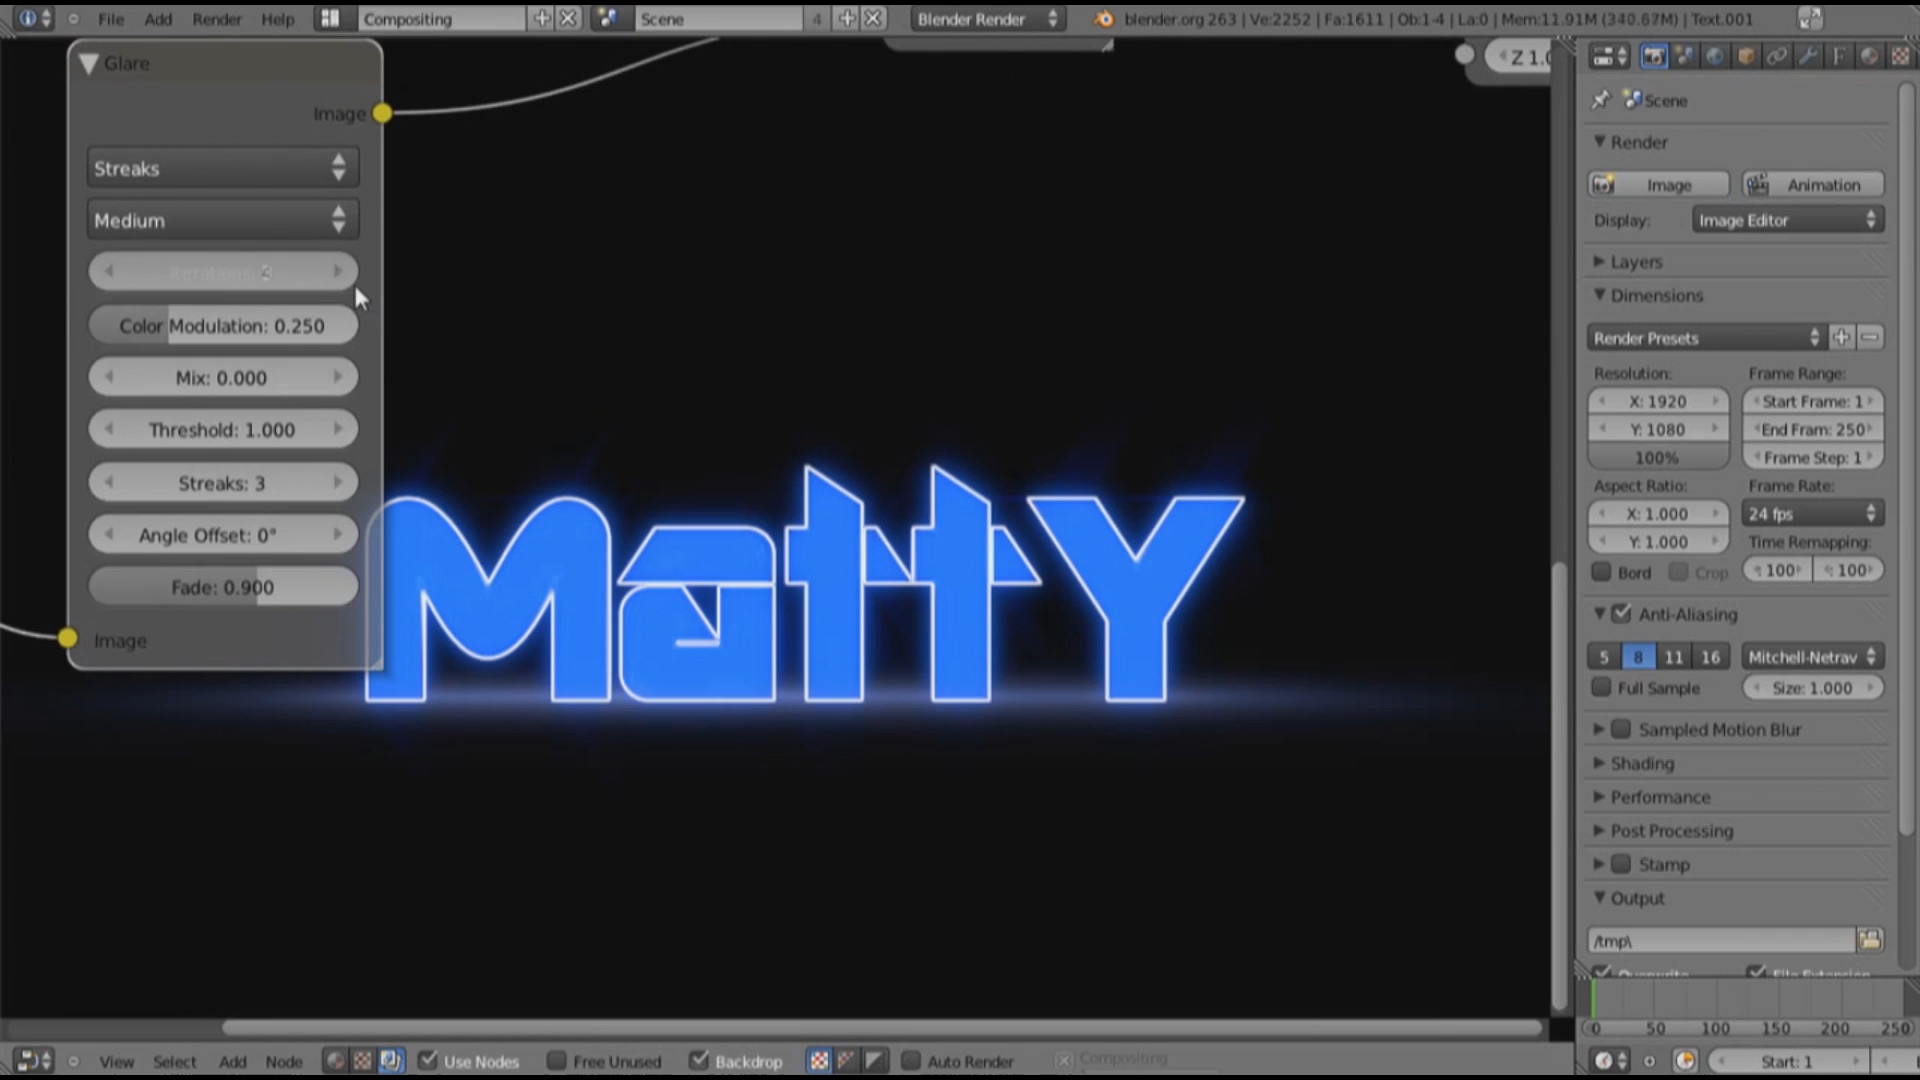 File Add Render Help Compositing Scene 4 Blender Render blender.org 263 | Ve:2252 | Fa:1611 | Ob:1-4 | La:0 | Mem:11.91M (340.67M) | Text.001
Glare
Image
Streaks
Medium
Color Modulation: 0.250
Mix: 0.000
Threshold: 1.000
Streaks: 3
Angle Offset: 0°
Fade: 0.900
Image
MattY
Scene
Render
Image Animation
Display: Image Editor
Layers
Dimensions
Render Presets
Resolution: Frame Range:
X: 1920 Start Frame: 1
Y: 1080 End Fram: 250
100% Frame Step: 1
Aspect Ratio: Frame Rate:
X: 1.000 24 fps
Y: 1.000 Time Remapping:
Bord Crop 100 100
Anti-Aliasing
5 8 11 16 Mitchell-Netrav
Full Sample Size: 1.000
Sampled Motion Blur
Shading
Performance
Post Processing
Stamp
Output
/tmp\
0 50 100 150 200 250
View Select Add Node Use Nodes Free Unused Backdrop Auto Render Compositing
Start: 1